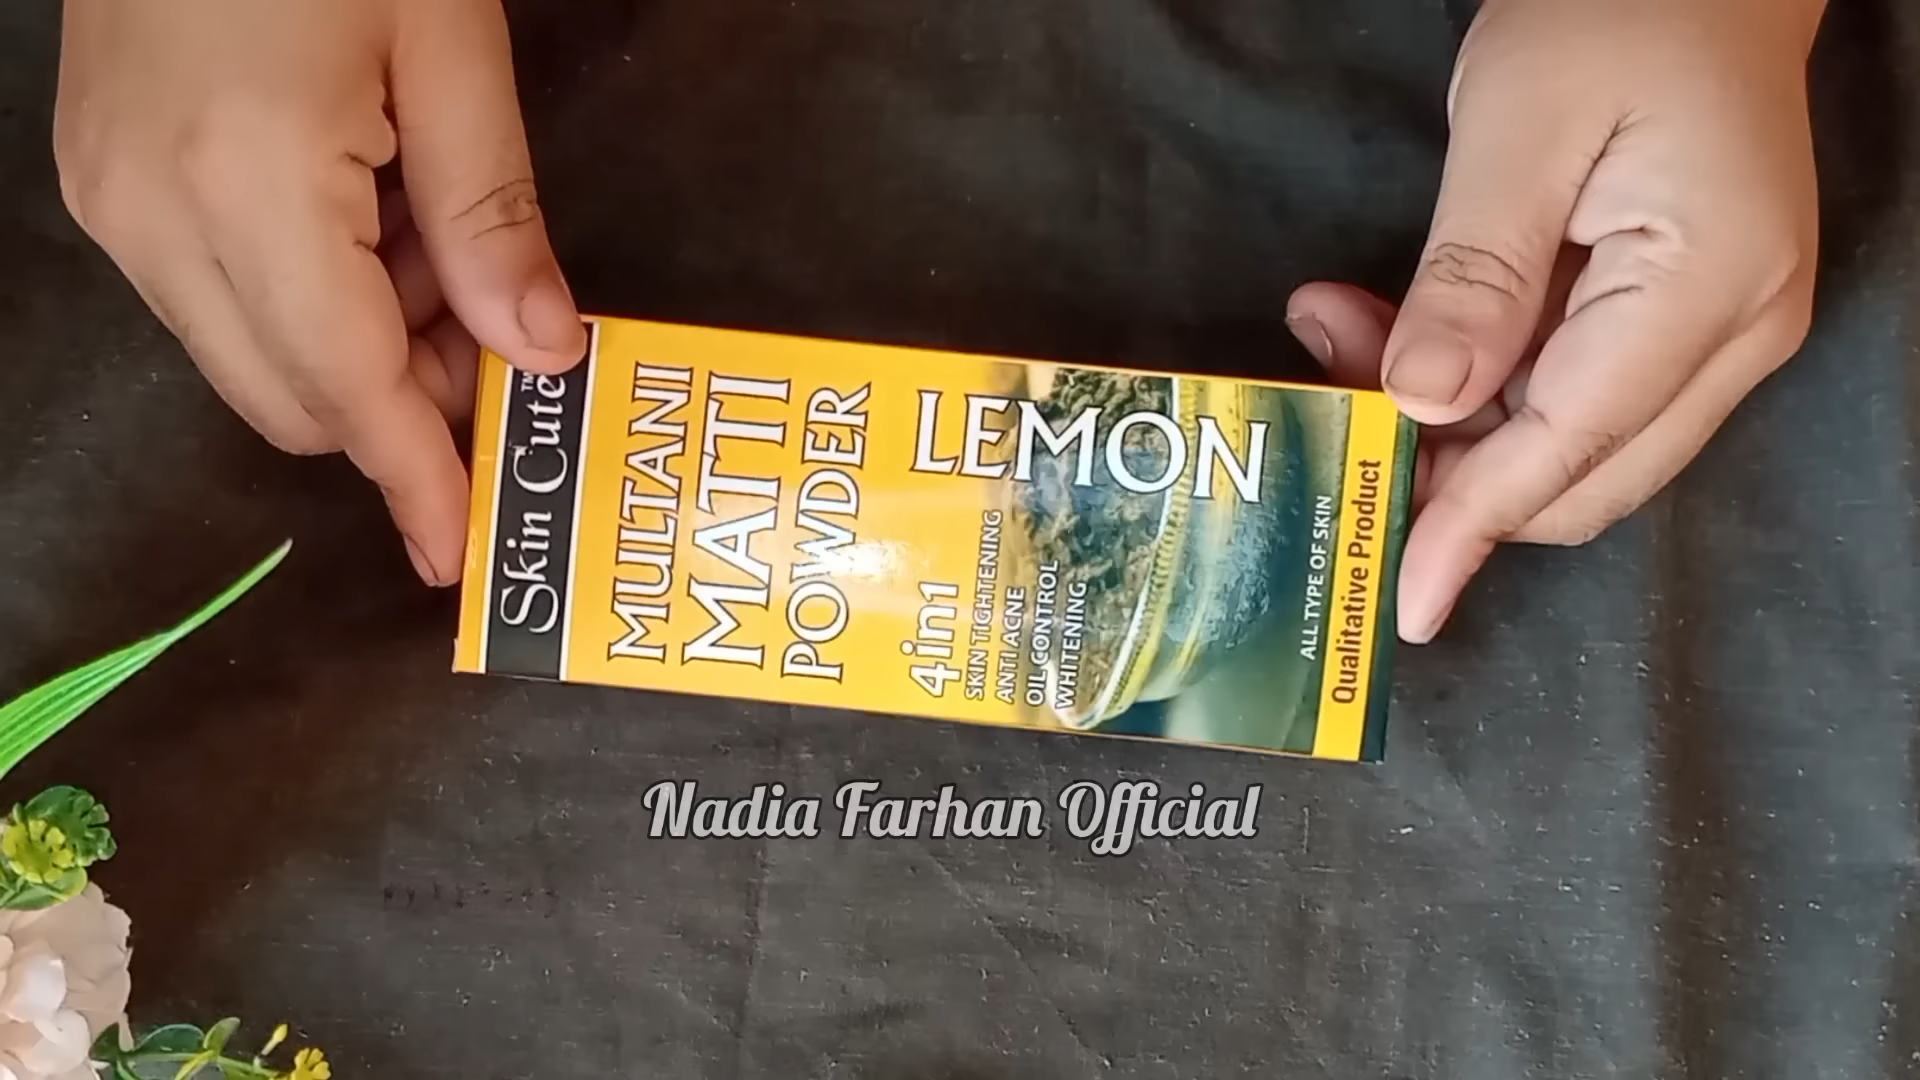 Skin Cute™
MULTANI
MATTI
POWDER
LEMON
4in1
SKIN TIGHTENING
ANTI ACNE
OIL CONTROL
WHITENING
ALL TYPE OF SKIN
Qualitative Product
Nadia Farhan Official